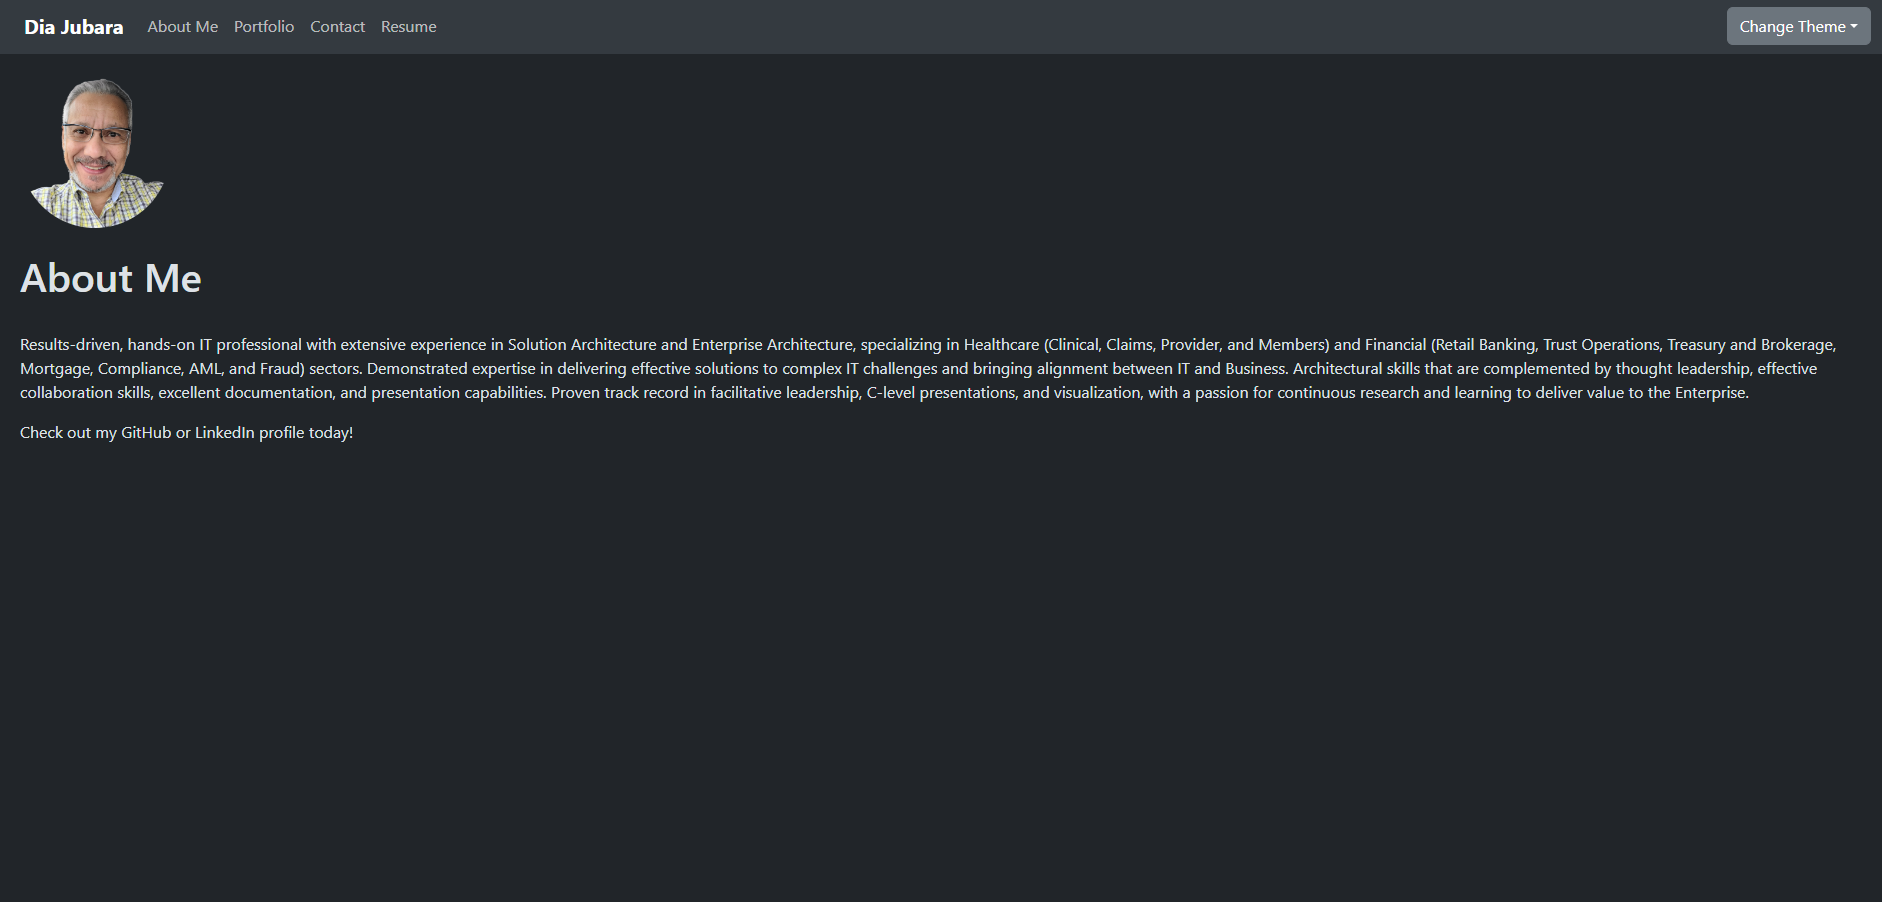 Dia Jubara About Me Portfolio Contact Resume Change Theme
About Me
Results-driven, hands-on IT professional with extensive experience in Solution Architecture and Enterprise Architecture, specializing in Healthcare (Clinical, Claims, Provider, and Members) and Financial (Retail Banking, Trust Operations, Treasury and Brokerage,
Mortgage, Compliance, AML, and Fraud) sectors. Demonstrated expertise in delivering effective solutions to complex IT challenges and bringing alignment between IT and Business. Architectural skills that are complemented by thought leadership, effective
collaboration skills, excellent documentation, and presentation capabilities. Proven track record in facilitative leadership, C-level presentations, and visualization, with a passion for continuous research and learning to deliver value to the Enterprise.
Check out my GitHub or LinkedIn profile today!